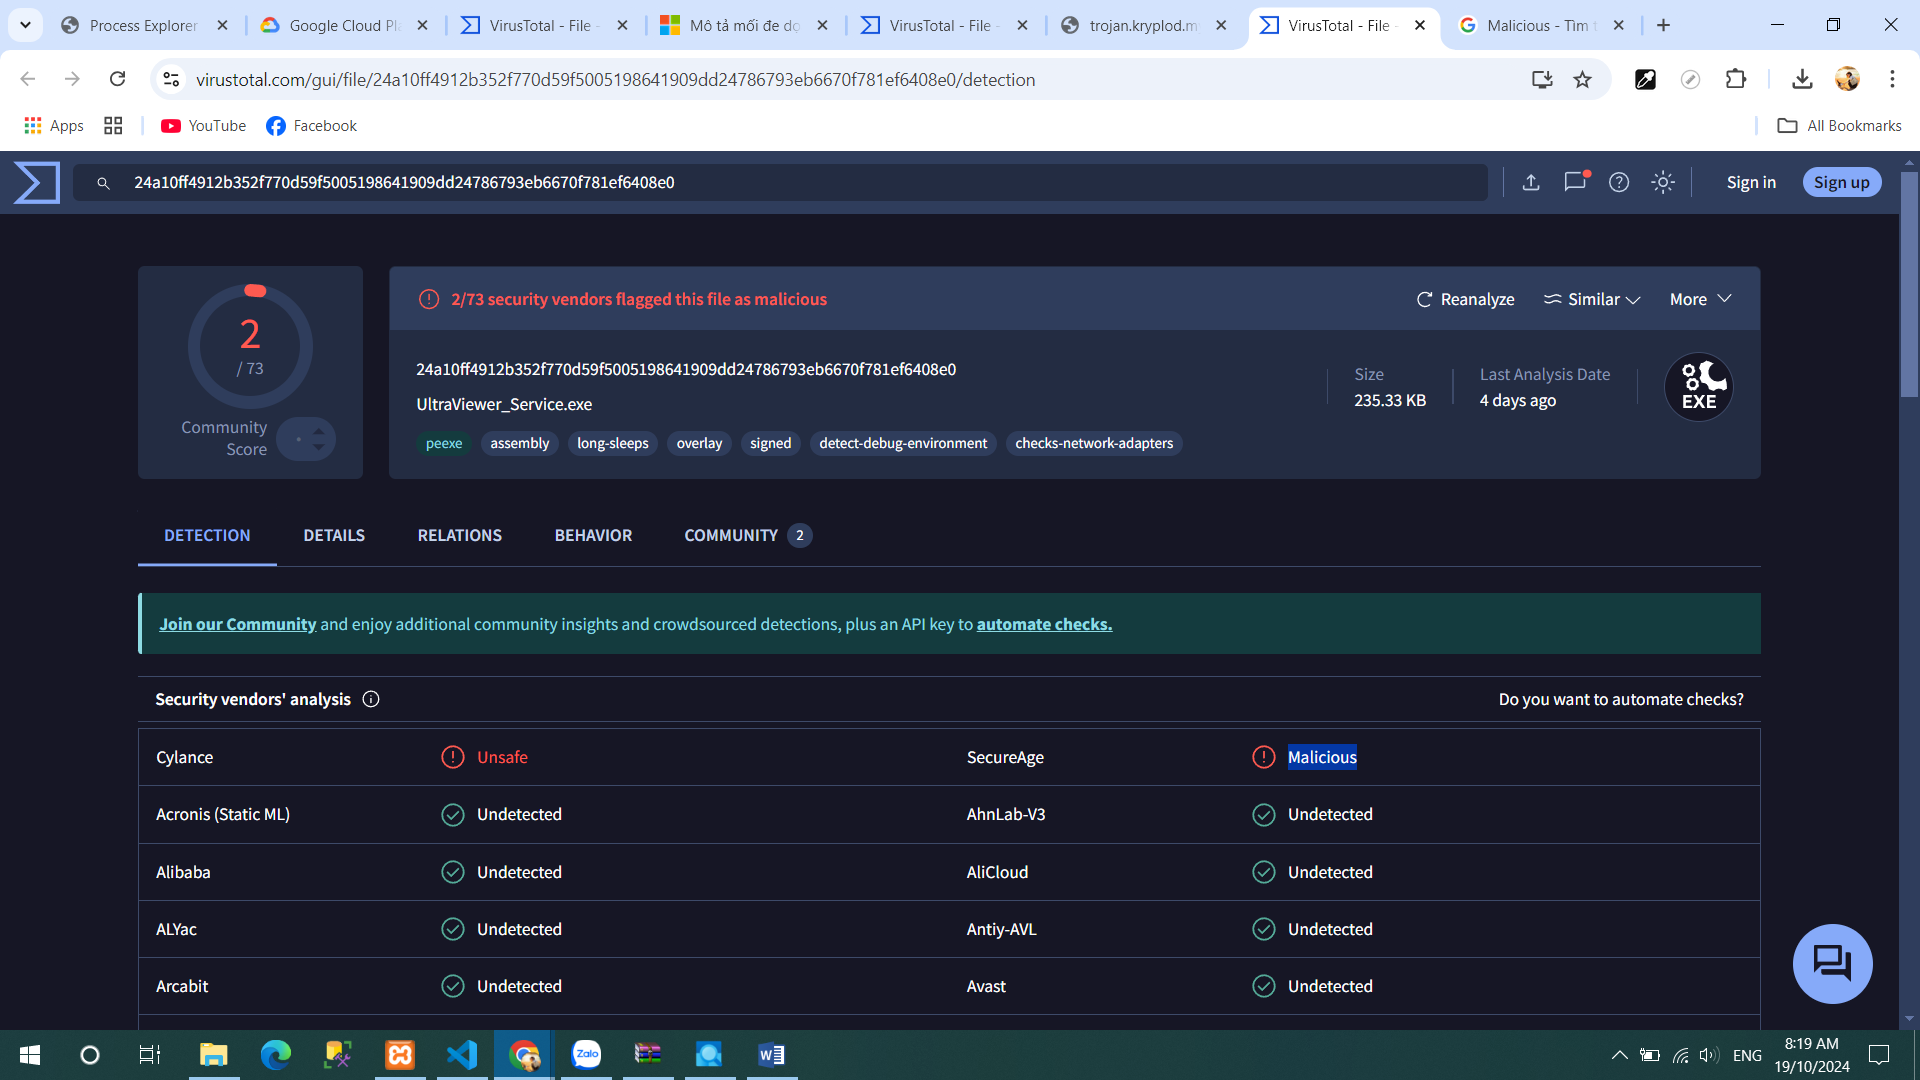 Process Explorer
Google Cloud Pla
VirusTotal - File -
Mô tả mối đe dọ
VirusTotal - File -
trojan.kryplod.m
VirusTotal - File -
Malicious - Tìm t
virustotal.com/gui/file/24a10ff4912b352f770d59f5005198641909dd24786793eb6670f781ef6408e0/detection
Apps
YouTube
Facebook
All Bookmarks
24a10ff4912b352f770d59f5005198641909dd24786793eb6670f781ef6408e0
Sign in
Sign up
2
/ 73
Community
Score
2/73 security vendors flagged this file as malicious
Reanalyze
Similar
More
24a10ff4912b352f770d59f5005198641909dd24786793eb6670f781ef6408e0
UltraViewer_Service.exe
peexe
assembly
long-sleeps
overlay
signed
detect-debug-environment
checks-network-adapters
Size
235.33 KB
Last Analysis Date
4 days ago
EXE
DETECTION
DETAILS
RELATIONS
BEHAVIOR
COMMUNITY 2
Join our Community and enjoy additional community insights and crowdsourced detections, plus an API key to automate checks.
Security vendors' analysis
Do you want to automate checks?
Cylance
Unsafe
SecureAge
Malicious
Acronis (Static ML)
Undetected
AhnLab-V3
Undetected
Alibaba
Undetected
AliCloud
Undetected
ALYac
Undetected
Antiy-AVL
Undetected
Arcabit
Undetected
Avast
Undetected
Zalo
ENG
8:19 AM
19/10/2024